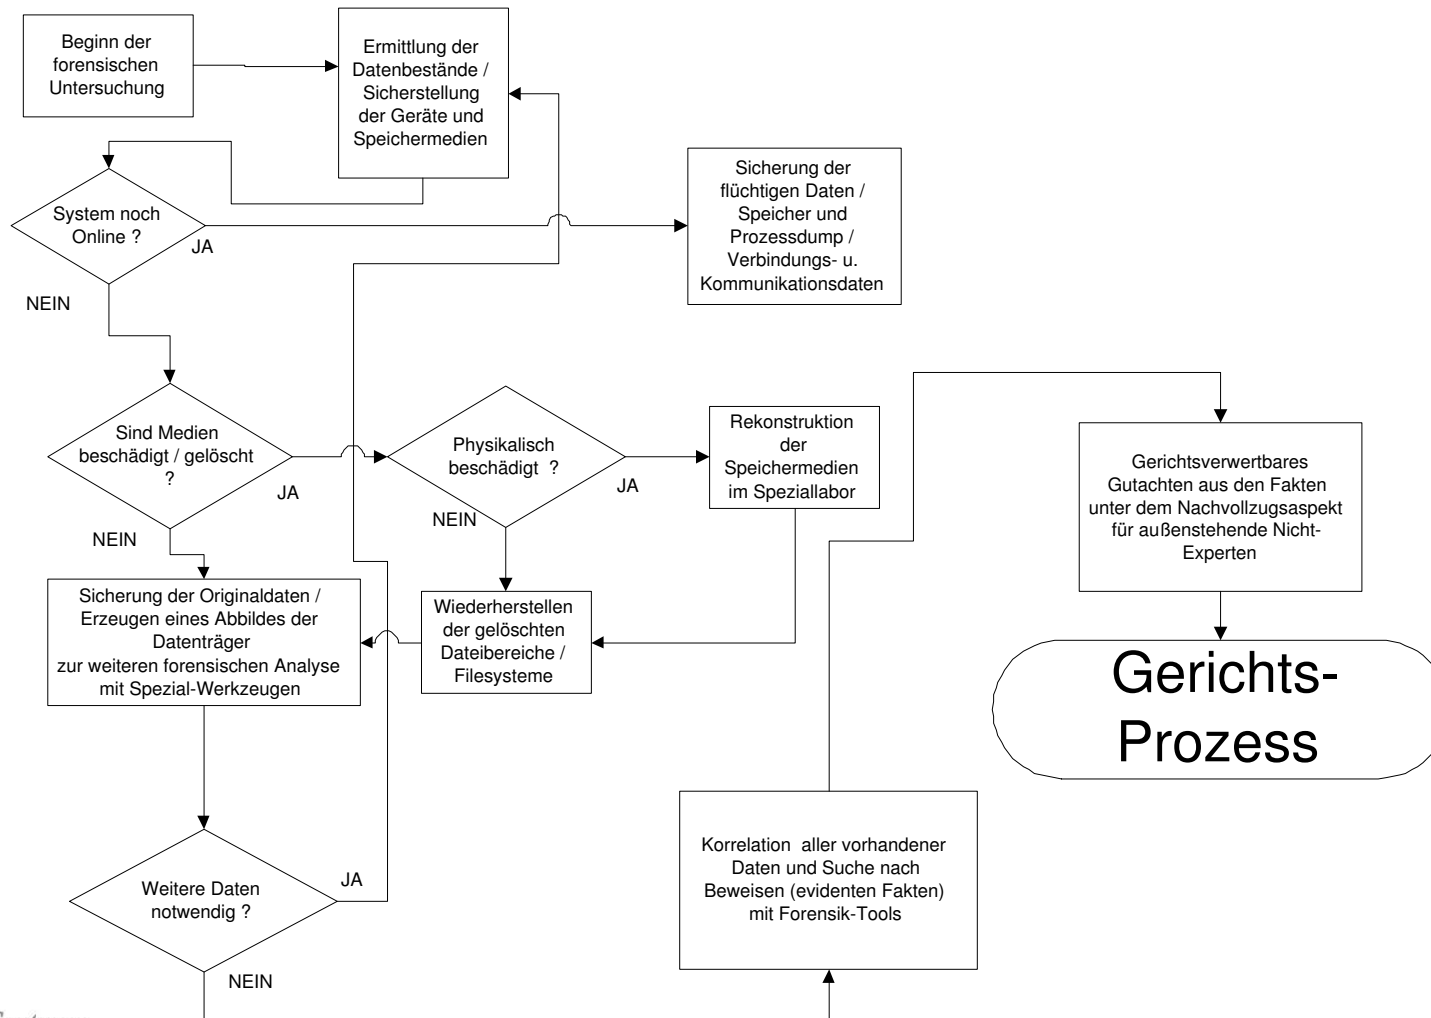 Beginn der
forensischen
Untersuchung
Ermittlung der
Datenbestände /
Sicherstellung
der Geräte und
Speichermedien
System noch
Online ?
JA
NEIN
Sicherung der
flüchtigen Daten /
Speicher und
Prozessdump /
Verbindungs- u.
Kommunikationsdaten
Sind Medien
beschädigt / gelöscht
?
JA
NEIN
Physikalisch
beschädigt ?
JA
NEIN
Rekonstruktion
der
Speichermedien
im Speziallabor
Wiederherstellen
der gelöschten
Dateibereiche /
Filesysteme
Sicherung der Originaldaten /
Erzeugen eines Abbildes der
Datenträger
zur weiteren forensischen Analyse
mit Spezial-Werkzeugen
Weitere Daten
notwendig ?
JA
NEIN
Korrelation aller vorhandener
Daten und Suche nach
Beweisen (evidenten Fakten)
mit Forensik-Tools
Gerichtsverwertbares
Gutachten aus den Fakten
unter dem Nachvollzugsaspekt
für außenstehende Nicht-
Experten
Gerichts-
Prozess